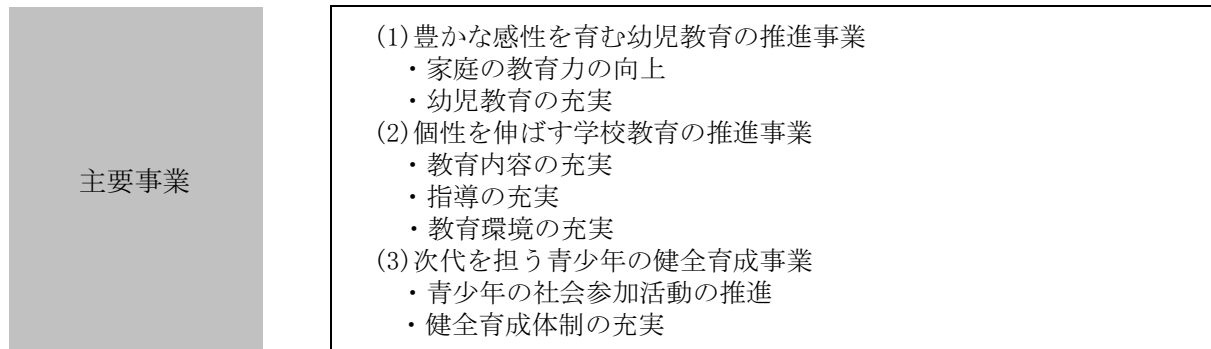 主要事業
(1)豊かな感性を育む幼児教育の推進事業
・家庭の教育力の向上
・幼児教育の充実
(2)個性を伸ばす学校教育の推進事業
・教育内容の充実
・指導の充実
・教育環境の充実
(3)次代を担う青少年の健全育成事業
・青少年の社会参加活動の推進
・健全育成体制の充実